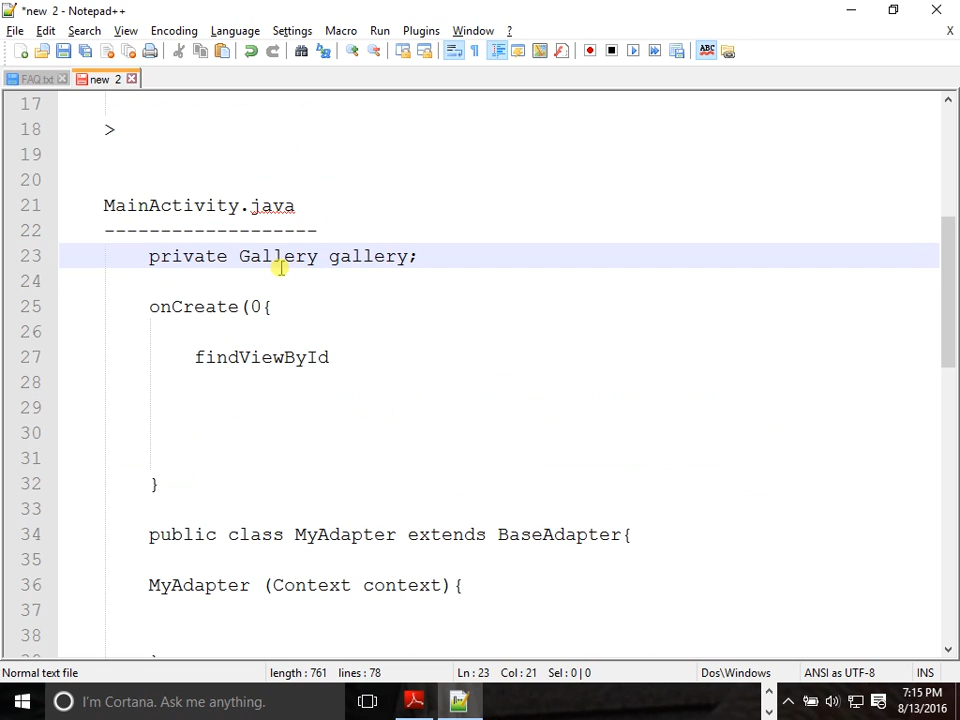 *new 2 - Notepad++
File Edit Search View Encoding Language Settings Macro Run Plugins Window ? X
ABC
FAQ.txt new 2
17
18 >
19
20
21 MainActivity.java
22 -------------------
23 private Gallery gallery;
24
25 onCreate(0{
26
27 findViewById
28
29
30
31
32 }
33
34 public class MyAdapter extends BaseAdapter{
35
36 MyAdapter (Context context){
37
38
Normal text file length : 761 lines : 78 Ln : 23 Col : 21 Sel : 0 | 0 Dos\Windows ANSI as UTF-8 INS
I'm Cortana. Ask me anything. 7:15 PM
8/13/2016